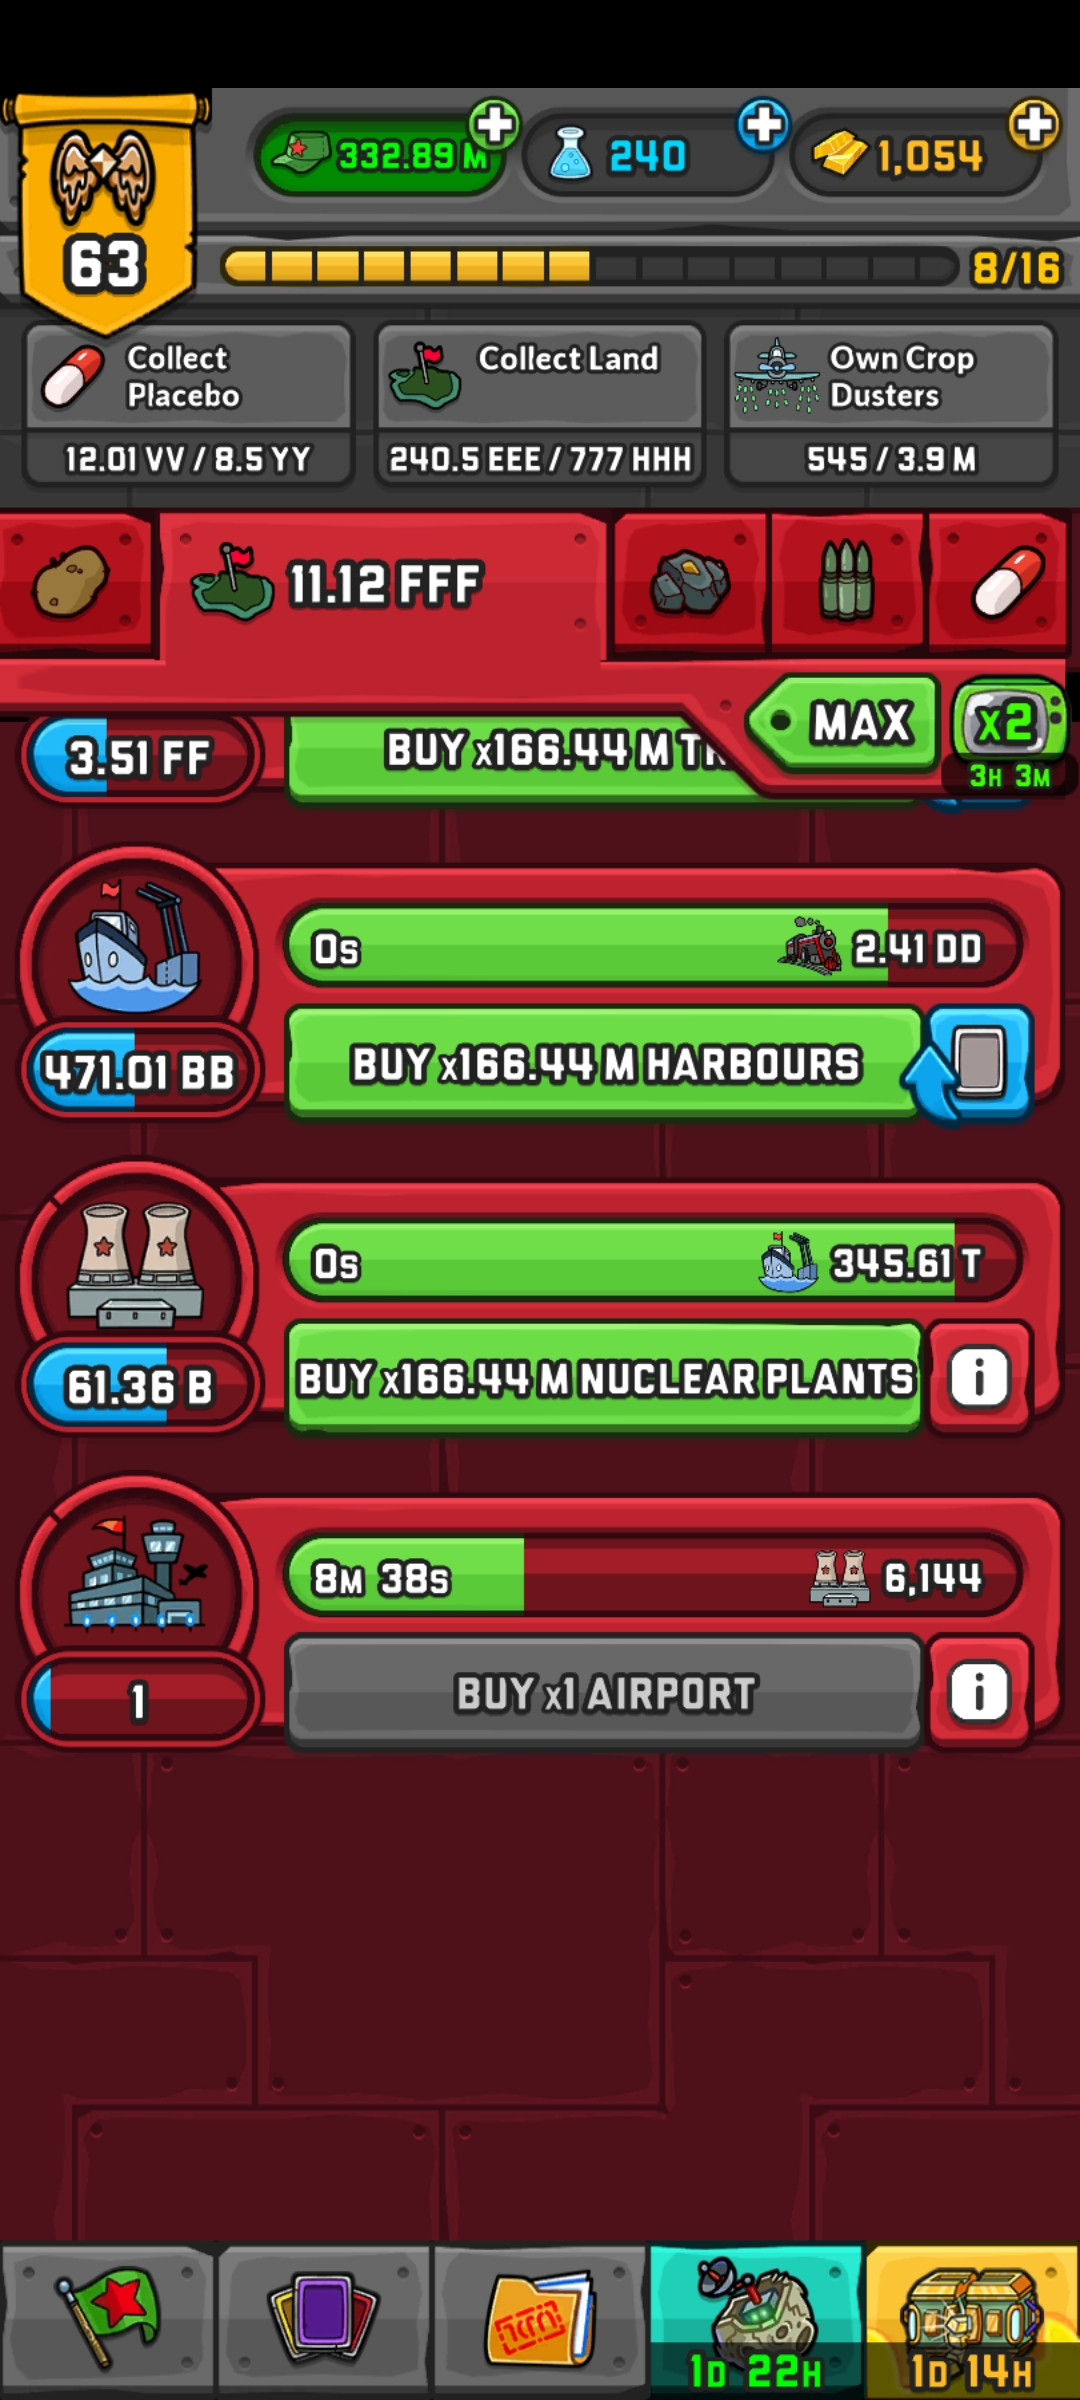 332.89 M
240
1,054
63
8/16
Collect
Placebo
12.01 VV / 8.5 YY
Collect Land
240.5 EEE / 777 HHH
Own Crop
Dusters
545 / 3.9 M
11.12 FFF
MAX
x2
3H 3M
3.51 FF
BUY x166.44 M
471.01 BB
0s
2.41 DD
BUY x166.44 M HARBOURS
61.36 B
0s
345.61 T
BUY x166.44 M NUCLEAR PLANTS
i
1
8M 38s
6,144
BUY x1 AIRPORT
i
1D 22H
1D 14H